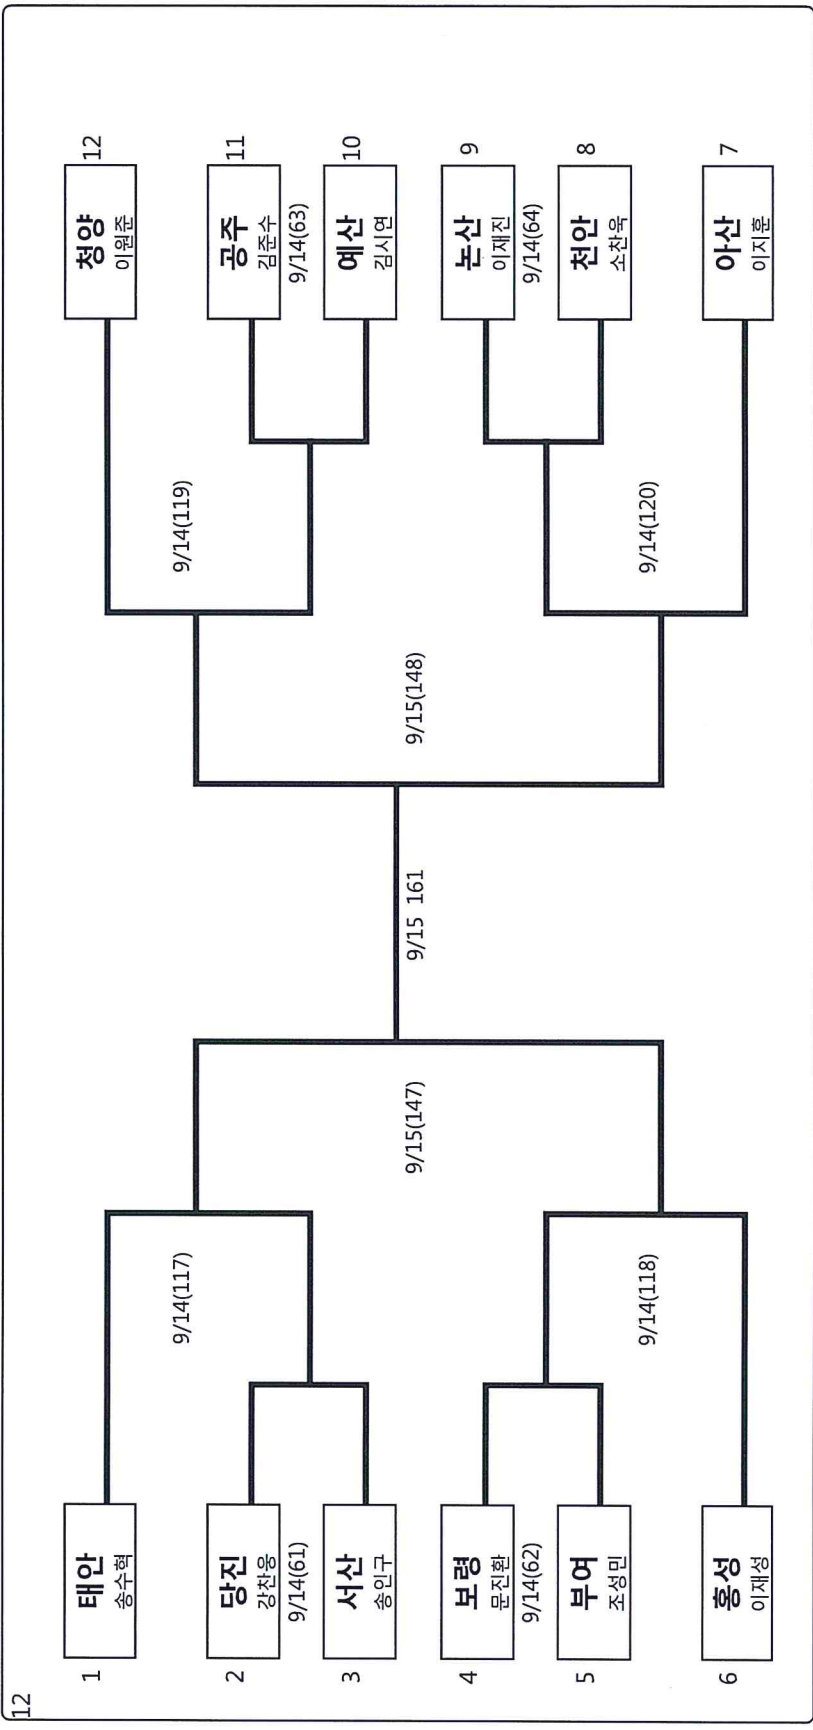 12
1
태안
송수혁
2
당진
강찬웅
9/14(61)
3
서산
송인구
4
보령
문진환
9/14(62)
5
부여
조성민
6
홍성
이재성
9/14(117)
9/14(118)
9/15(147)
9/15 161
9/15(148)
9/14(119)
9/14(120)
청양
이원준
12
공주
김준수
11
9/14(63)
예산
김시연
10
논산
이재진
9
9/14(64)
천안
소찬욱
8
아산
이지훈
7